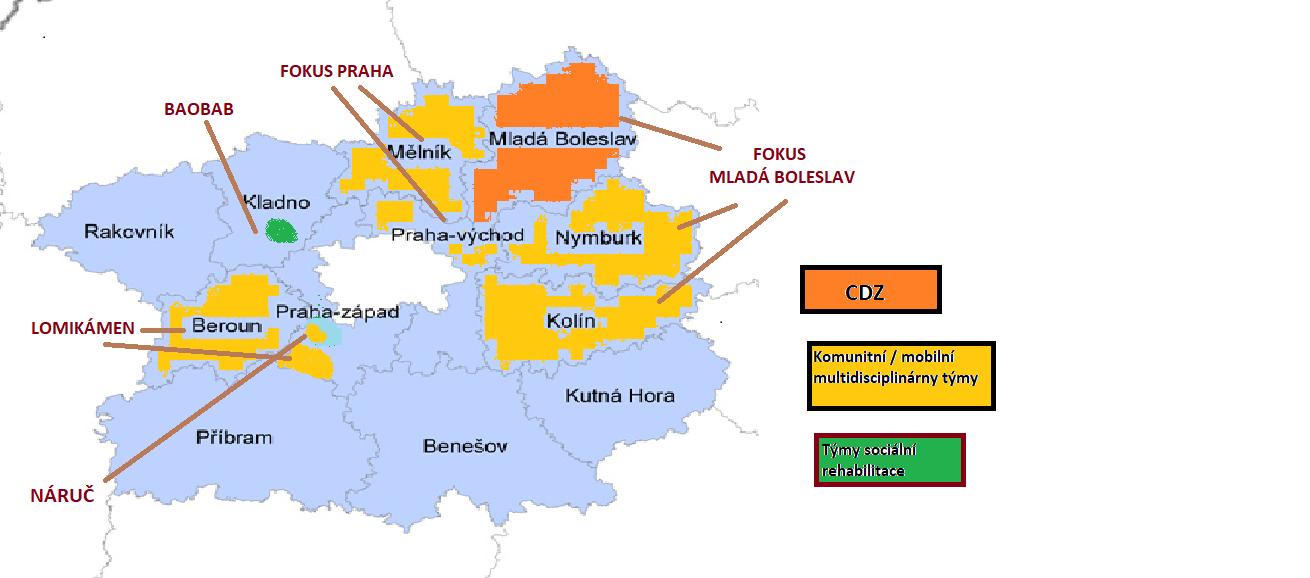 FOKUS PRAHA
BAOBAB
Mladá Boleslav
Mělník
FOKUS
MLADÁ BOLESLAV
Kladno
Rakovník
Praha-východ
Nymburk
CDZ
Praha-západ
LOMIKÁMEN
Beroun
Kolín
Komunitní / mobilní
multidisciplinárny týmy
Kutná Hora
Příbram
Benešov
Týmy sociální
rehabilitace
NÁRUČ